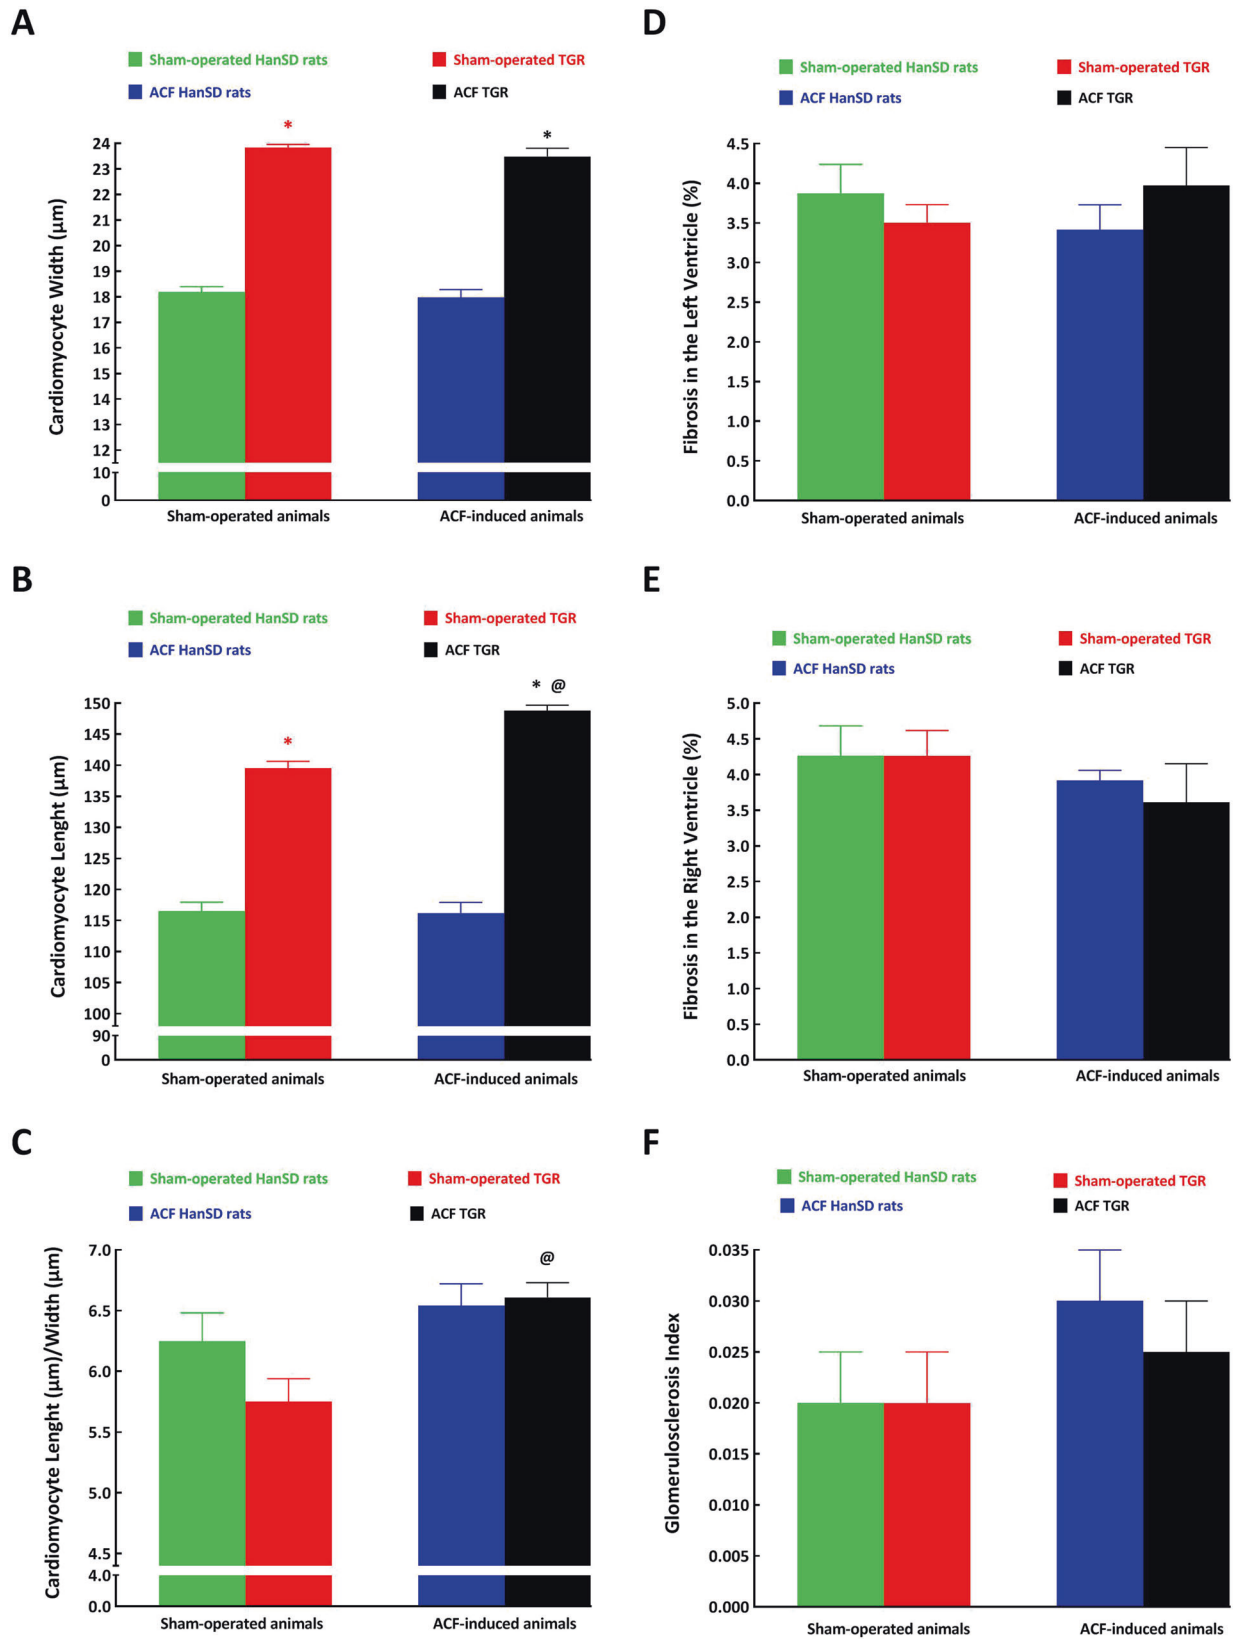 A
Sham-operated HanSD rats
Sham-operated TGR
ACF HanSD rats
ACF TGR
*
*
24
23
22
21
20
19
18
17
16
15
14
13
12
10
0
Cardiomyocyte Width (µm)
Sham-operated animals
ACF-induced animals
B
Sham-operated HanSD rats
Sham-operated TGR
ACF HanSD rats
ACF TGR
*
* @
150
145
140
135
130
125
120
115
110
105
100
90
0
Cardiomyocyte Lenght (µm)
Sham-operated animals
ACF-induced animals
C
Sham-operated HanSD rats
Sham-operated TGR
ACF HanSD rats
ACF TGR
@
7.0
6.5
6.0
5.5
5.0
4.5
4.0
0.0
Cardiomyocyte Lenght (µm)/Width (µm)
Sham-operated animals
ACF-induced animals
D
Sham-operated HanSD rats
Sham-operated TGR
ACF HanSD rats
ACF TGR
4.5
4.0
3.5
3.0
2.5
2.0
1.5
1.0
0.5
0.0
Fibrosis in the Left Ventricle (%)
Sham-operated animals
ACF-induced animals
E
Sham-operated HanSD rats
Sham-operated TGR
ACF HanSD rats
ACF TGR
5.0
4.5
4.0
3.5
3.0
2.5
2.0
1.5
1.0
0.5
0.0
Fibrosis in the Right Ventricle (%)
Sham-operated animals
ACF-induced animals
F
Sham-operated HanSD rats
Sham-operated TGR
ACF HanSD rats
ACF TGR
0.035
0.030
0.025
0.020
0.015
0.010
0.005
0.000
Glomerulosclerosis Index
Sham-operated animals
ACF-induced animals